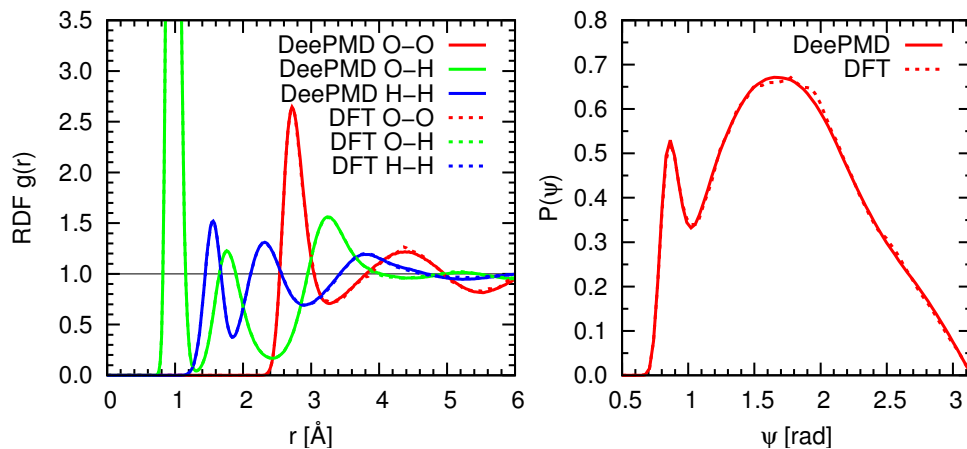 RDF g(r)
3.5
3.0
2.5
2.0
1.5
1.0
0.5
0.0
DeePMD O−O
DeePMD O−H
DeePMD H−H
DFT O−O
DFT O−H
DFT H−H
0 1 2 3 4 5 6
r [Å]
P(ψ)
0.8
0.7
0.6
0.5
0.4
0.3
0.2
0.1
0.0
DeePMD
DFT
0.5 1 1.5 2 2.5 3
ψ [rad]